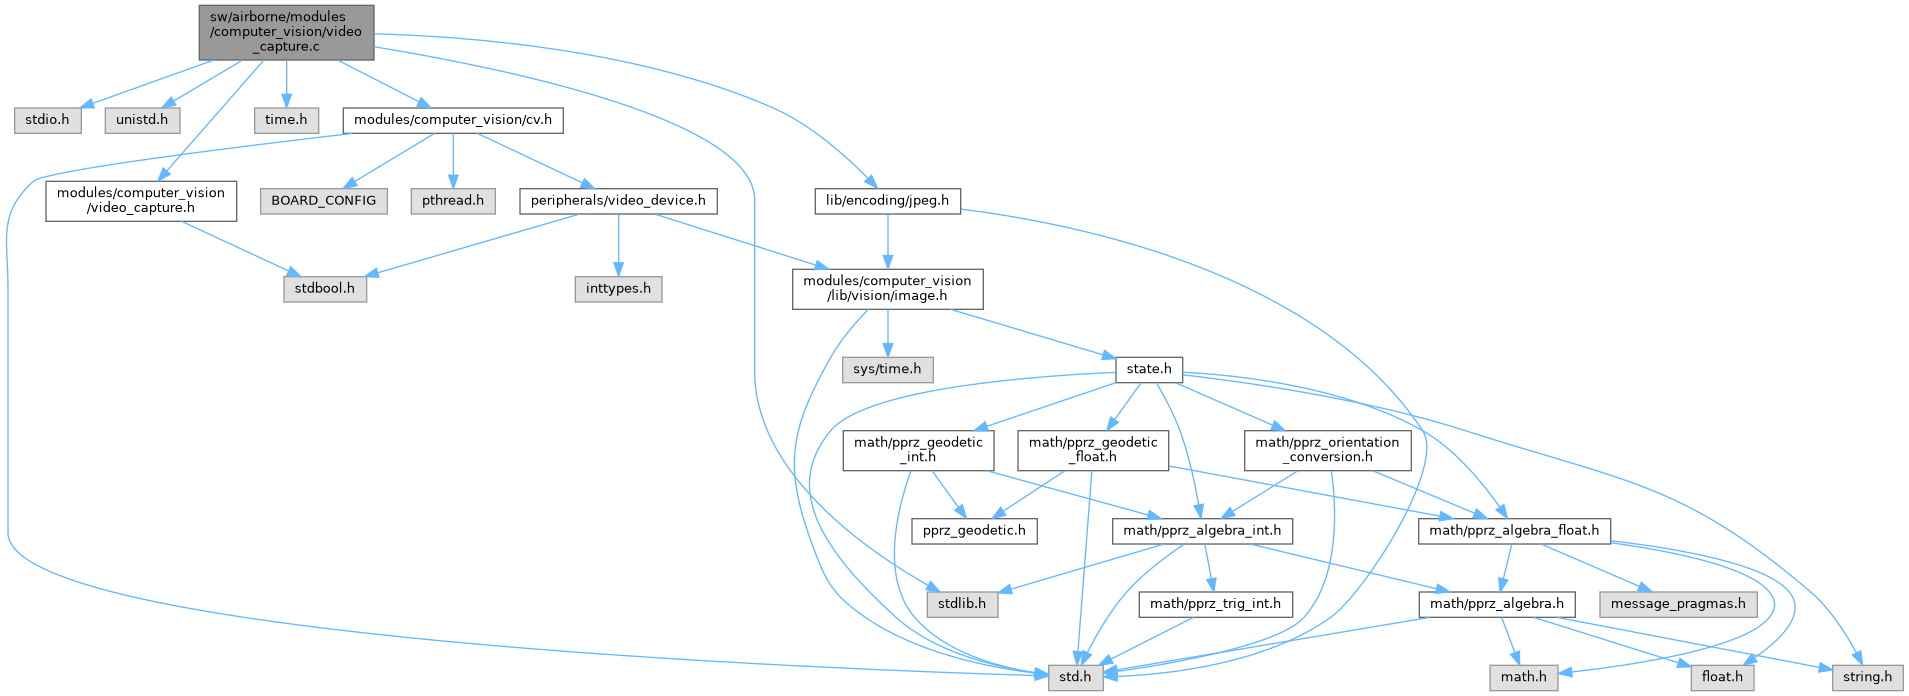 sw/airborne/modules
/computer_vision/video
_capture.c
stdio.h
unistd.h
time.h
modules/computer_vision/cv.h
modules/computer_vision
/video_capture.h
BOARD_CONFIG
pthread.h
peripherals/video_device.h
lib/encoding/jpeg.h
stdbool.h
inttypes.h
modules/computer_vision
/lib/vision/image.h
sys/time.h
state.h
math/pprz_geodetic
_int.h
math/pprz_geodetic
_float.h
math/pprz_orientation
_conversion.h
pprz_geodetic.h
math/pprz_algebra_int.h
math/pprz_algebra_float.h
stdlib.h
math/pprz_trig_int.h
math/pprz_algebra.h
message_pragmas.h
std.h
math.h
float.h
string.h